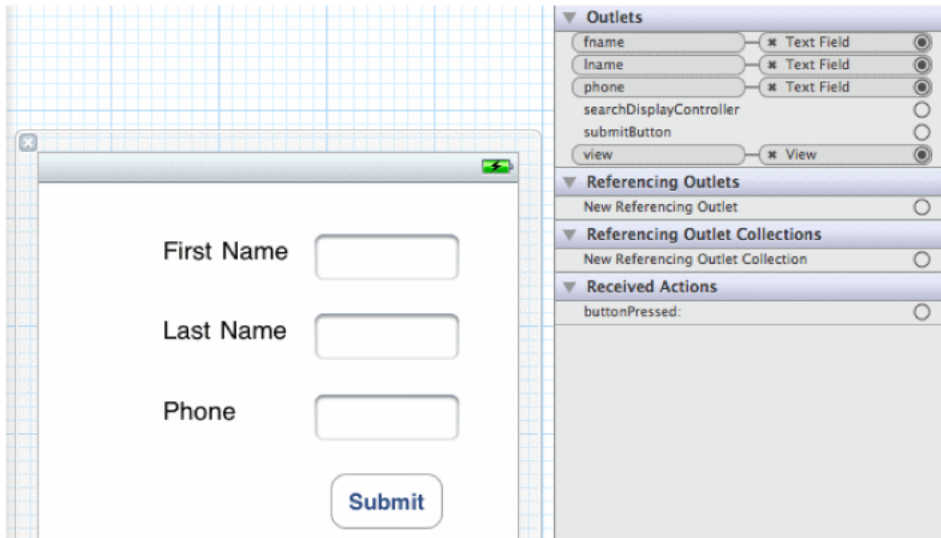 First Name
Last Name
Phone
Submit
Outlets
fname Text Field
lname Text Field
phone Text Field
searchDisplayController
submitButton
view View
Referencing Outlets
New Referencing Outlet
Referencing Outlet Collections
New Referencing Outlet Collection
Received Actions
buttonPressed: